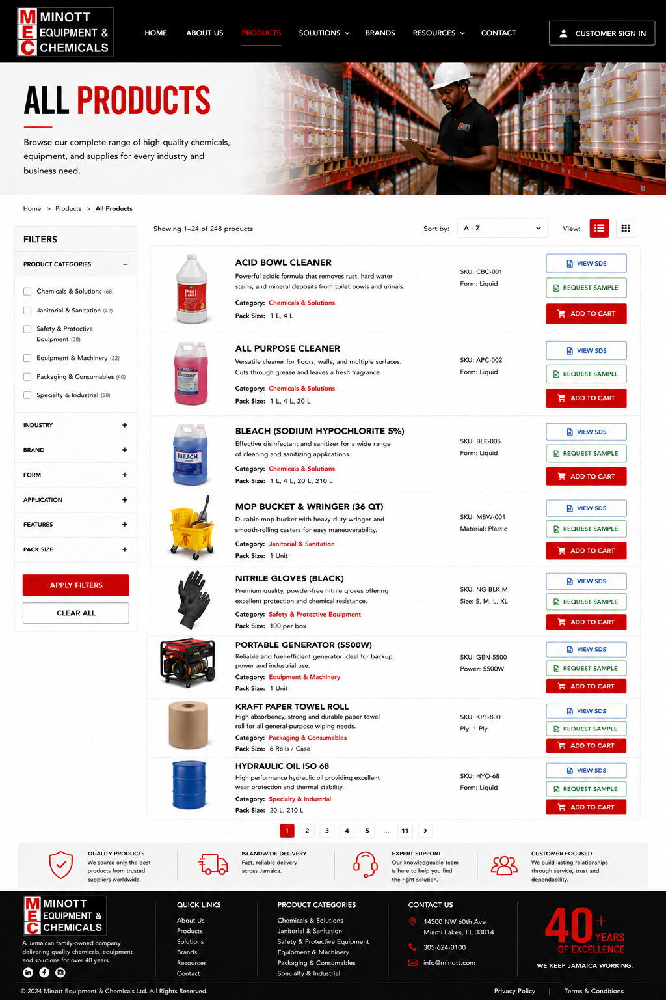 MINOTT
EQUIPMENT &
CHEMICALS
MEC
HOME
ABOUT US
PRODUCTS
SOLUTIONS
BRANDS
RESOURCES
CONTACT
CUSTOMER SIGN IN
ALL PRODUCTS
Browse our complete range of high-quality chemicals,
equipment, and supplies for every industry and
business need.
Home > Products > All Products
FILTERS
PRODUCT CATEGORIES −
Chemicals & Solutions (68)
Janitorial & Sanitation (42)
Safety & Protective
Equipment (38)
Equipment & Machinery (32)
Packaging & Consumables (40)
Specialty & Industrial (28)
INDUSTRY +
BRAND +
FORM +
APPLICATION +
FEATURES +
PACK SIZE +
APPLY FILTERS
CLEAR ALL
Showing 1–24 of 248 products
Sort by: A - Z
View:
ACID BOWL CLEANER
Powerful acidic formula that removes rust, hard water
stains, and mineral deposits from toilet bowls and urinals.
Category: Chemicals & Solutions
Pack Size: 1 L, 4 L
SKU: CBC-001
Form: Liquid
VIEW SDS
REQUEST SAMPLE
ADD TO CART
ALL PURPOSE CLEANER
Versatile cleaner for floors, walls, and multiple surfaces.
Cuts through grease and leaves a fresh fragrance.
Category: Chemicals & Solutions
Pack Size: 1 L, 4 L, 20 L
SKU: APC-002
Form: Liquid
VIEW SDS
REQUEST SAMPLE
ADD TO CART
BLEACH
BLEACH (SODIUM HYPOCHLORITE 5%)
Effective disinfectant and sanitizer for a wide range
of cleaning and sanitizing applications.
Category: Chemicals & Solutions
Pack Size: 1 L, 4 L, 20 L, 210 L
SKU: BLE-005
Form: Liquid
VIEW SDS
REQUEST SAMPLE
ADD TO CART
MOP BUCKET & WRINGER (36 QT)
Durable mop bucket with heavy-duty wringer and
smooth-rolling casters for easy maneuverability.
Category: Janitorial & Sanitation
Pack Size: 1 Unit
SKU: MBW-001
Material: Plastic
VIEW SDS
REQUEST SAMPLE
ADD TO CART
NITRILE GLOVES (BLACK)
Premium quality, powder-free nitrile gloves offering
excellent protection and chemical resistance.
Category: Safety & Protective Equipment
Pack Size: 100 per box
SKU: NG-BLK-M
Size: S, M, L, XL
VIEW SDS
REQUEST SAMPLE
ADD TO CART
PORTABLE GENERATOR (5500W)
Reliable and fuel-efficient generator ideal for backup
power and industrial use.
Category: Equipment & Machinery
Pack Size: 1 Unit
SKU: GEN-5500
Power: 5500W
VIEW SDS
REQUEST SAMPLE
ADD TO CART
KRAFT PAPER TOWEL ROLL
High absorbency, strong and durable paper towel
roll for all general-purpose wiping needs.
Category: Packaging & Consumables
Pack Size: 6 Rolls / Case
SKU: KPT-800
Ply: 1 Ply
VIEW SDS
REQUEST SAMPLE
ADD TO CART
HYDRAULIC OIL ISO 68
High performance hydraulic oil providing excellent
wear protection and thermal stability.
Category: Specialty & Industrial
Pack Size: 20 L, 210 L
SKU: HYO-68
Form: Liquid
VIEW SDS
REQUEST SAMPLE
ADD TO CART
1 2 3 4 5 ... 11 >
QUALITY PRODUCTS
We source only the best
products from trusted
suppliers worldwide.
ISLANDWIDE DELIVERY
Fast, reliable delivery
across Jamaica.
EXPERT SUPPORT
Our knowledgeable team
is here to help you find
the right solution.
CUSTOMER FOCUSED
We build lasting relationships
through service, trust and
dependability.
MEC
MINOTT
EQUIPMENT &
CHEMICALS
A Jamaican family-owned company
delivering quality chemicals, equipment
and solutions for over 40 years.
QUICK LINKS
About Us
Products
Solutions
Brands
Resources
Contact
PRODUCT CATEGORIES
Chemicals & Solutions
Janitorial & Sanitation
Safety & Protective Equipment
Equipment & Machinery
Packaging & Consumables
Specialty & Industrial
CONTACT US
14500 NW 60th Ave
Miami Lakes, FL 33014
305-624-0100
info@minott.com
40+
YEARS
OF EXCELLENCE
WE KEEP JAMAICA WORKING.
© 2024 Minott Equipment & Chemicals Ltd. All Rights Reserved.
Privacy Policy | Terms & Conditions